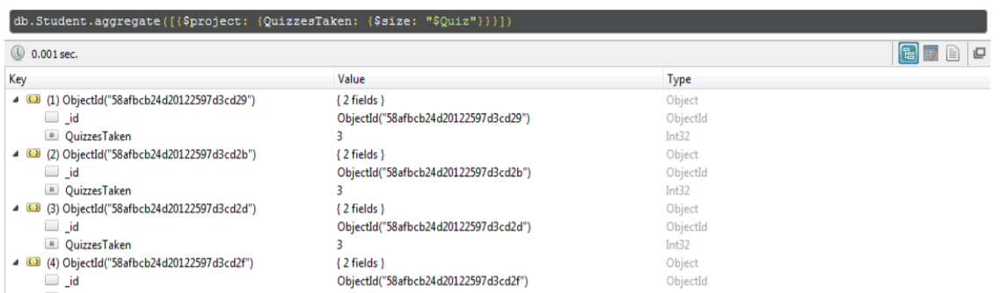 db.Student.aggregate([{$project: {QuizzesTaken: {$size: "$Quiz"}}}])
0.001 sec.
Key Value Type
(1) ObjectId("58afbcb24d20122597d3cd29") { 2 fields } Object
_id ObjectId("58afbcb24d20122597d3cd29") ObjectId
QuizzesTaken 3 Int32
(2) ObjectId("58afbcb24d20122597d3cd2b") { 2 fields } Object
_id ObjectId("58afbcb24d20122597d3cd2b") ObjectId
QuizzesTaken 3 Int32
(3) ObjectId("58afbcb24d20122597d3cd2d") { 2 fields } Object
_id ObjectId("58afbcb24d20122597d3cd2d") ObjectId
QuizzesTaken 3 Int32
(4) ObjectId("58afbcb24d20122597d3cd2f") { 2 fields } Object
_id ObjectId("58afbcb24d20122597d3cd2f") ObjectId